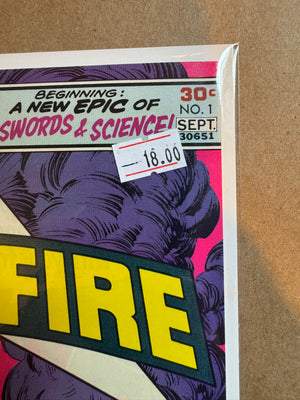 BEGINNING:
A NEW EPIC OF
SWORDS & SCIENCE!
30¢
NO. 1
SEPT.
30651
—18.00
FIRE